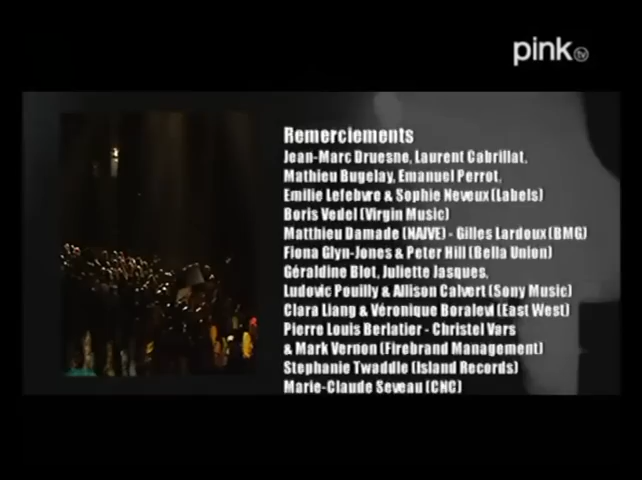 pink tv
Remerciements
Jean-Marc Druesne, Laurent Cabrillat,
Mathieu Bugelay, Emanuel Perrot,
Emilie Lefebvre & Sophie Neveux (Labels)
Boris Vedel (Virgin Music)
Matthieu Damade (NAIVE) - Gilles Lardoux (BMG)
Fiona Glyn-Jones & Peter Hill (Bella Union)
Géraldine Blot, Juliette Jasques,
Ludovic Pouilly & Allison Calvert (Sony Music)
Clara Liang & Véronique Boralevi (East West)
Pierre Louis Berlatier - Christel Vars
& Mark Vernon (Firebrand Management)
Stephanie Twaddle (Island Records)
Marie-Claude Seveau (CNC)